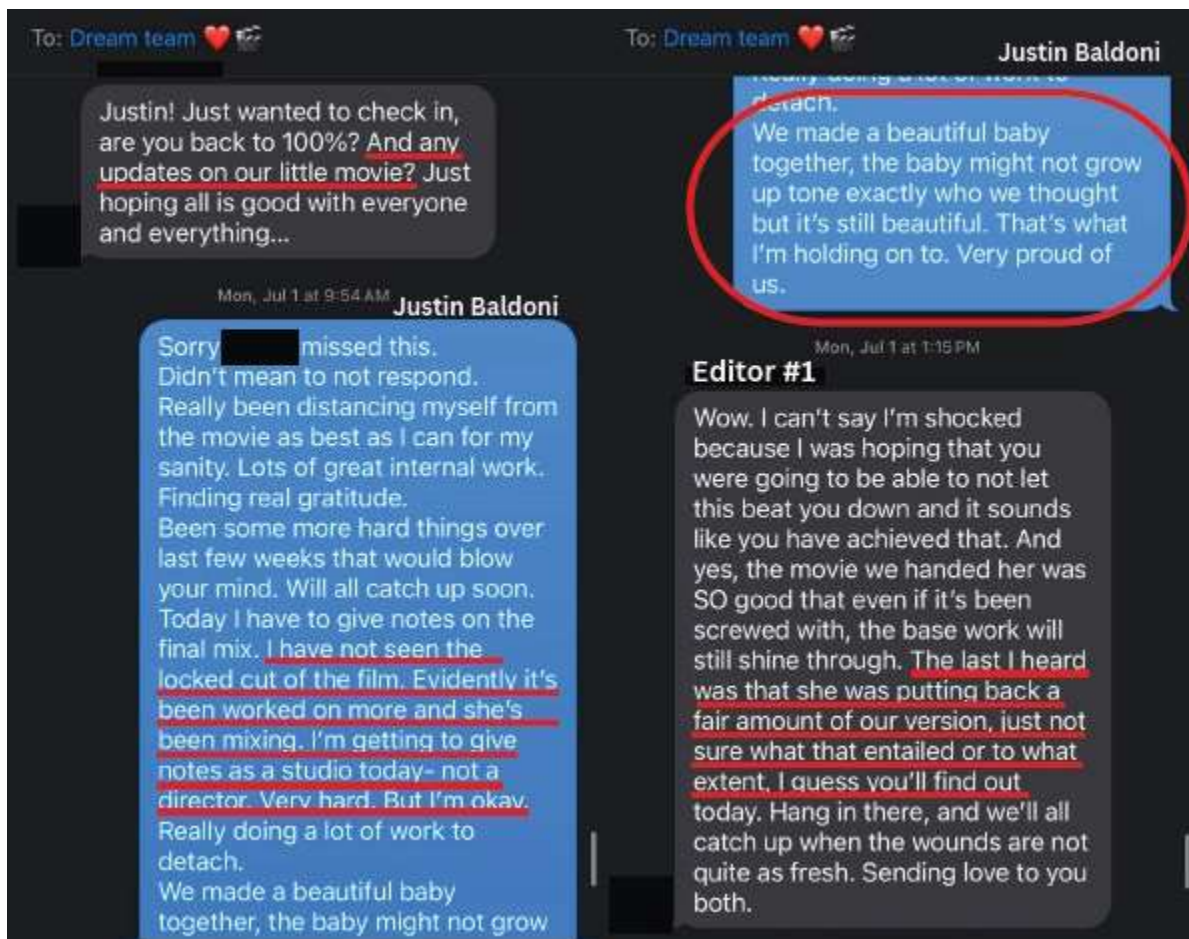 To: Dream team ❤️🎬
Justin! Just wanted to check in,
are you back to 100%? And any
updates on our little movie? Just
hoping all is good with everyone
and everything...
Mon, Jul 1 at 9:54 AM
Justin Baldoni
Sorry missed this.
Didn't mean to not respond.
Really been distancing myself from
the movie as best as I can for my
sanity. Lots of great internal work.
Finding real gratitude.
Been some more hard things over
last few weeks that would blow
your mind. Will all catch up soon.
Today I have to give notes on the
final mix. I have not seen the
locked cut of the film. Evidently it's
been worked on more and she's
been mixing. I'm getting to give
notes as a studio today- not a
director. Very hard. But I'm okay.
Really doing a lot of work to
detach.
We made a beautiful baby
together, the baby might not grow
To: Dream team ❤️🎬
Justin Baldoni
Really doing a lot of work to
detach.
We made a beautiful baby
together, the baby might not grow
up tone exactly who we thought
but it's still beautiful. That's what
I'm holding on to. Very proud of
us.
Mon, Jul 1 at 1:15 PM
Editor #1
Wow. I can't say I'm shocked
because I was hoping that you
were going to be able to not let
this beat you down and it sounds
like you have achieved that. And
yes, the movie we handed her was
SO good that even if it's been
screwed with, the base work will
still shine through. The last I heard
was that she was putting back a
fair amount of our version, just not
sure what that entailed or to what
extent, I guess you'll find out
today. Hang in there, and we'll all
catch up when the wounds are not
quite as fresh. Sending love to you
both.